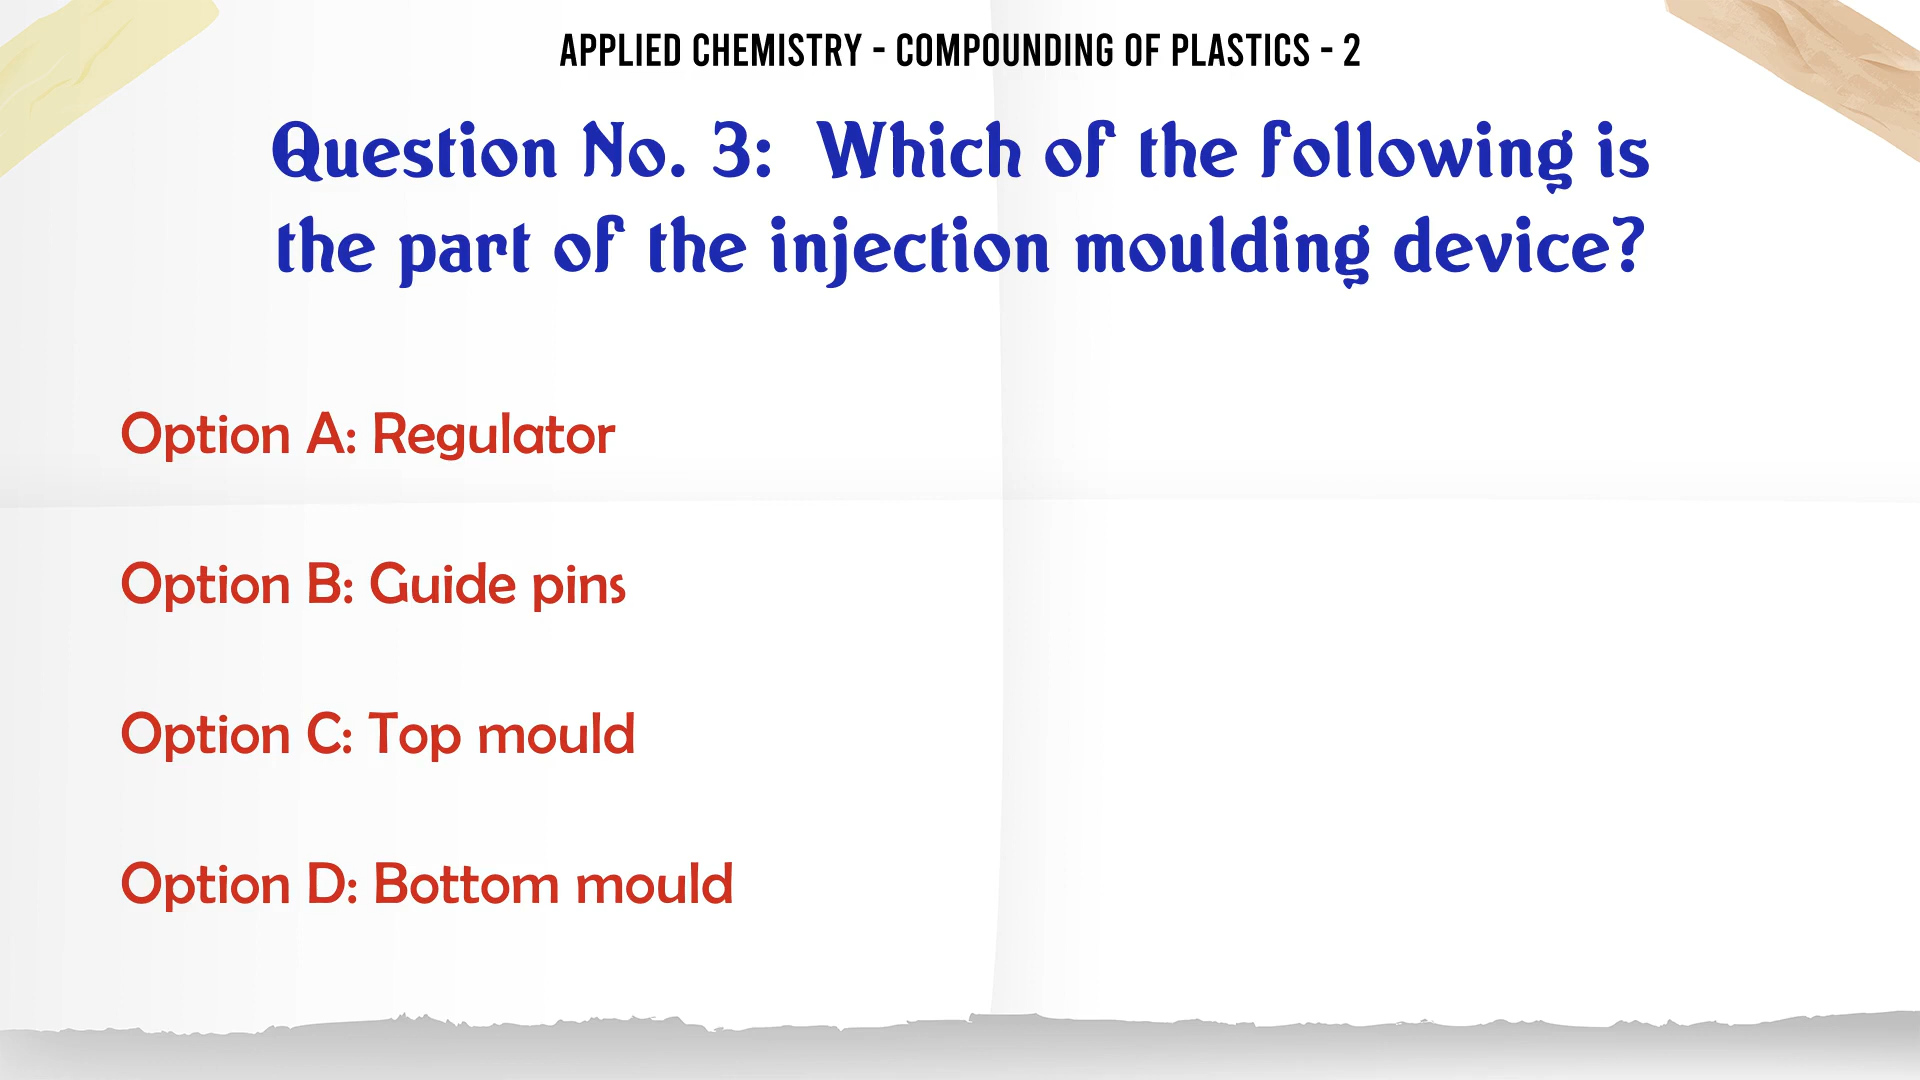 APPLIED CHEMISTRY - COMPOUNDING OF PLASTICS - 2
Question No. 3: Which of the following is
the part of the injection moulding device?
Option A: Regulator
Option B: Guide pins
Option C: Top mould
Option D: Bottom mould